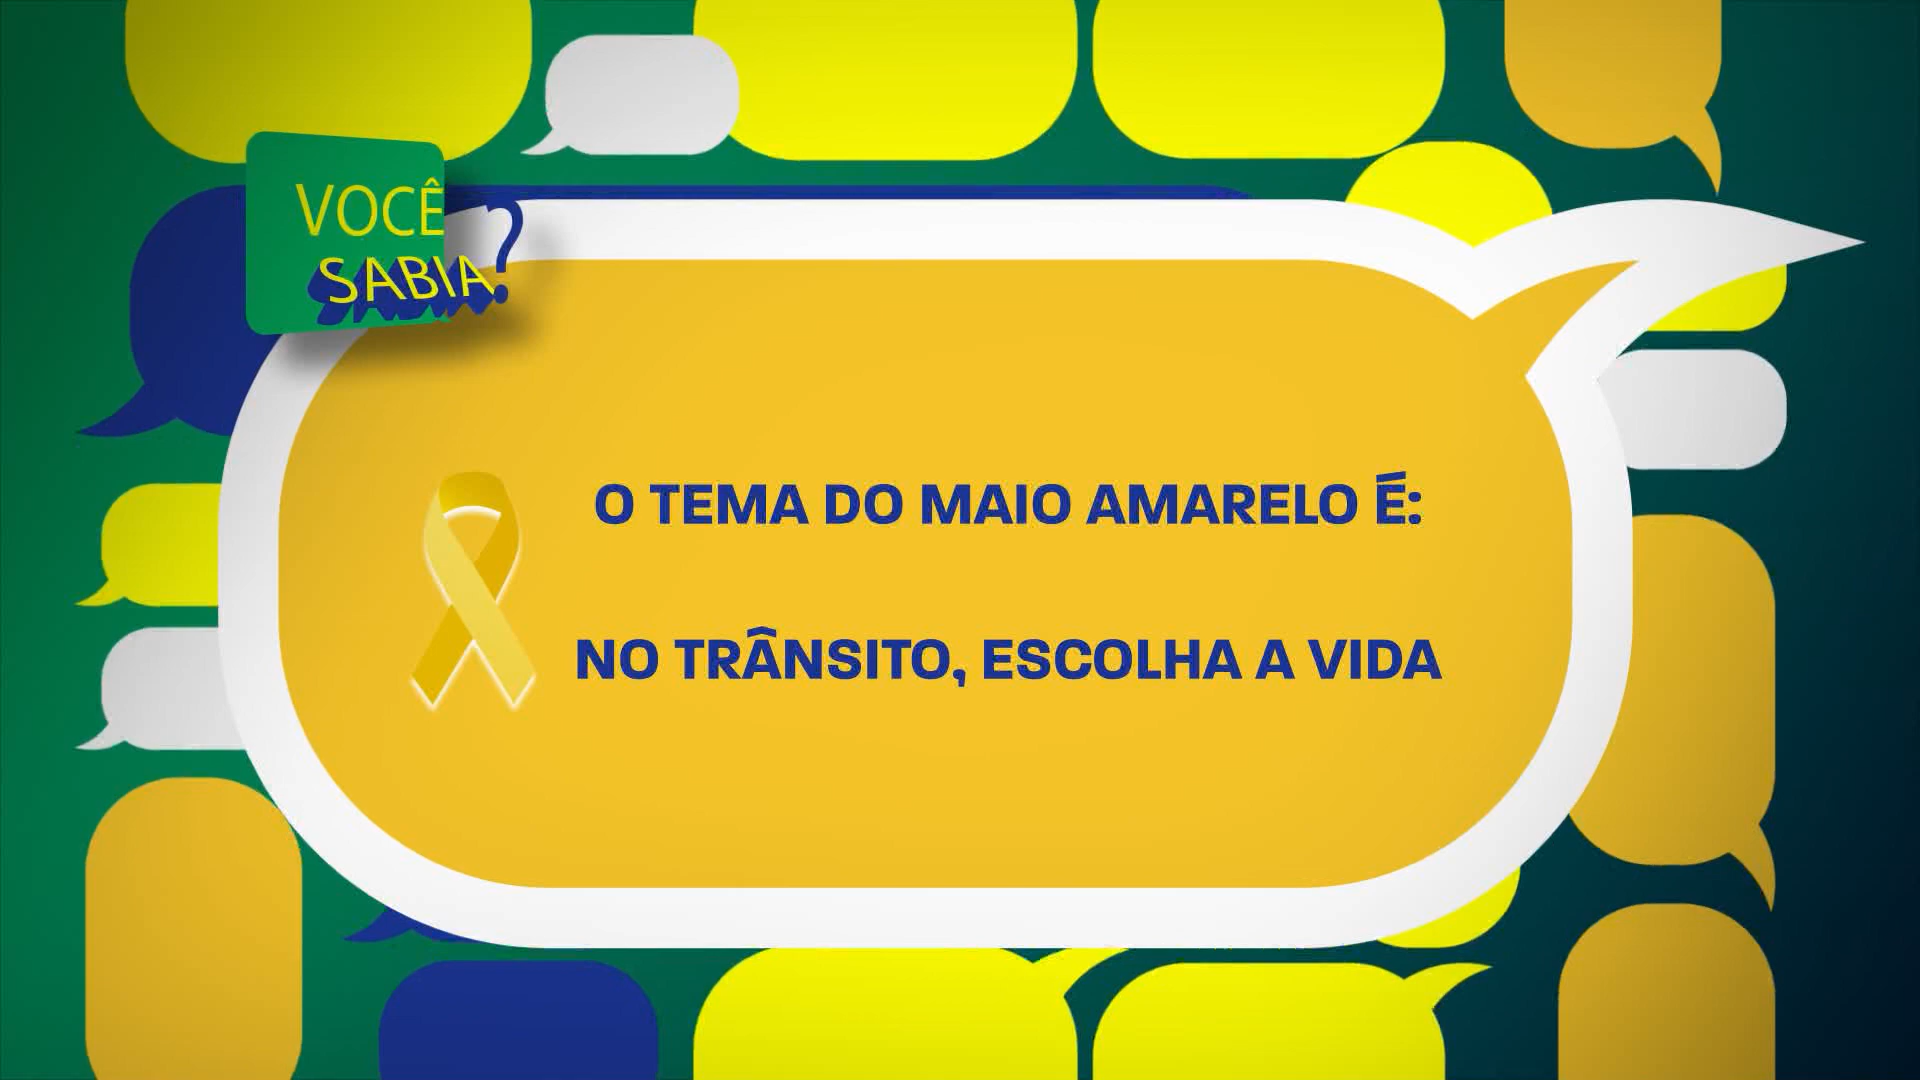 VOCÊ
SABIA?
O TEMA DO MAIO AMARELO É:
NO TRÂNSITO, ESCOLHA A VIDA